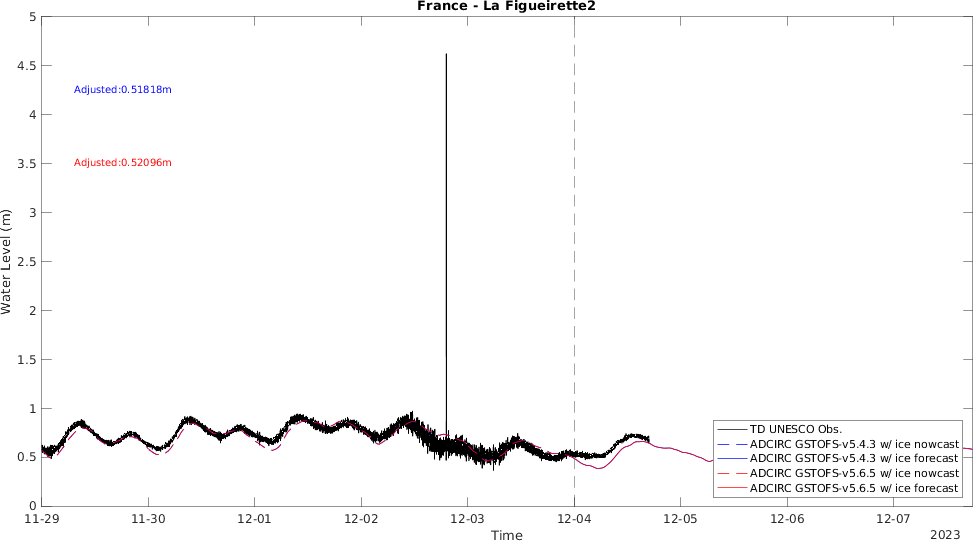 France - La Figueirette2
5
4.5
4
3.5
3
2.5
2
1.5
1
0.5
0
Water Level (m)
Adjusted:0.51818m
Adjusted:0.52096m
TD UNESCO Obs.
ADCIRC GSTOFS-v5.4.3 w/ ice nowcast
ADCIRC GSTOFS-v5.4.3 w/ ice forecast
ADCIRC GSTOFS-v5.6.5 w/ ice nowcast
ADCIRC GSTOFS-v5.6.5 w/ ice forecast
11-29 11-30 12-01 12-02 12-03 12-04 12-05 12-06 12-07
Time
2023